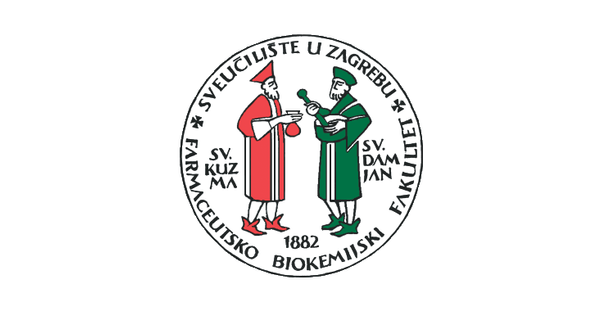 ✠ SVEUČILIŠTE U ZAGREBU ✠
FARMACEUTSKO BIOKEMIJSKI FAKULTET
SV.
KUZ
MA
SV.
DAM
JAN
1882